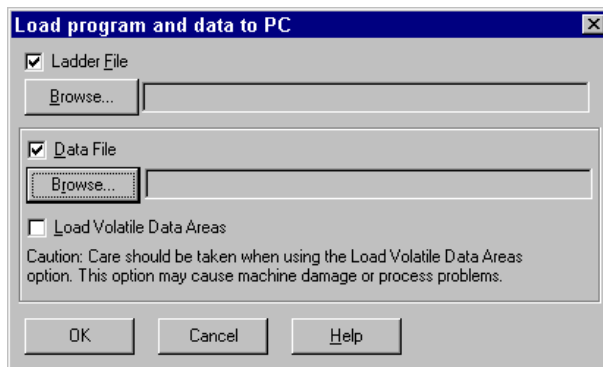 Load program and data to PC
Ladder File
Browse...
Data File
Browse...
Load Volatile Data Areas
Caution: Care should be taken when using the Load Volatile Data Areas
option. This option may cause machine damage or process problems.
OK Cancel Help